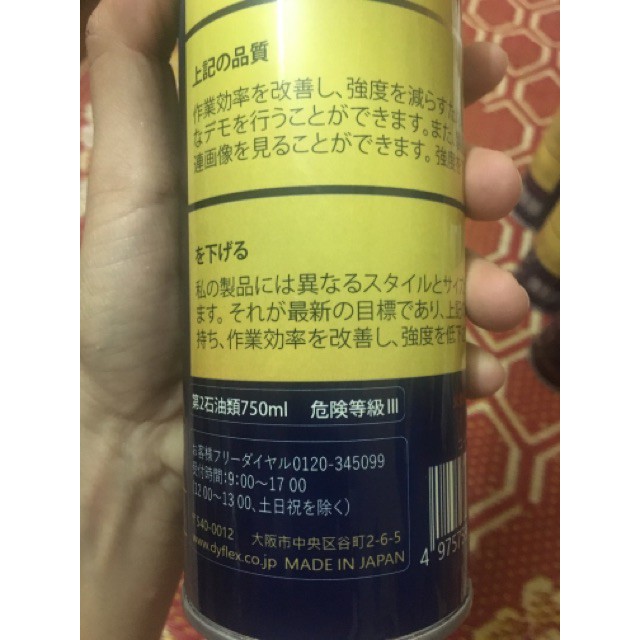 上記の品質
作業効率を改善し、強度を減らすた
なデモを行うことができます。また、
連画像を見ることができます。強度
を下げる
私の製品には異なるスタイルとサイズ
ます。それが最新の目標であり、上記
持ち、作業効率を改善し、強度を低下
第2石油類750ml 危険等級III
お客様フリーダイヤル0120-345099
受付時間:9:00〜17 00
(12 00〜13 00、土日祝を除く)
〒540-0012 大阪市中央区谷町2-6-5
www.dyflex.co.jp MADE IN JAPAN
4 975